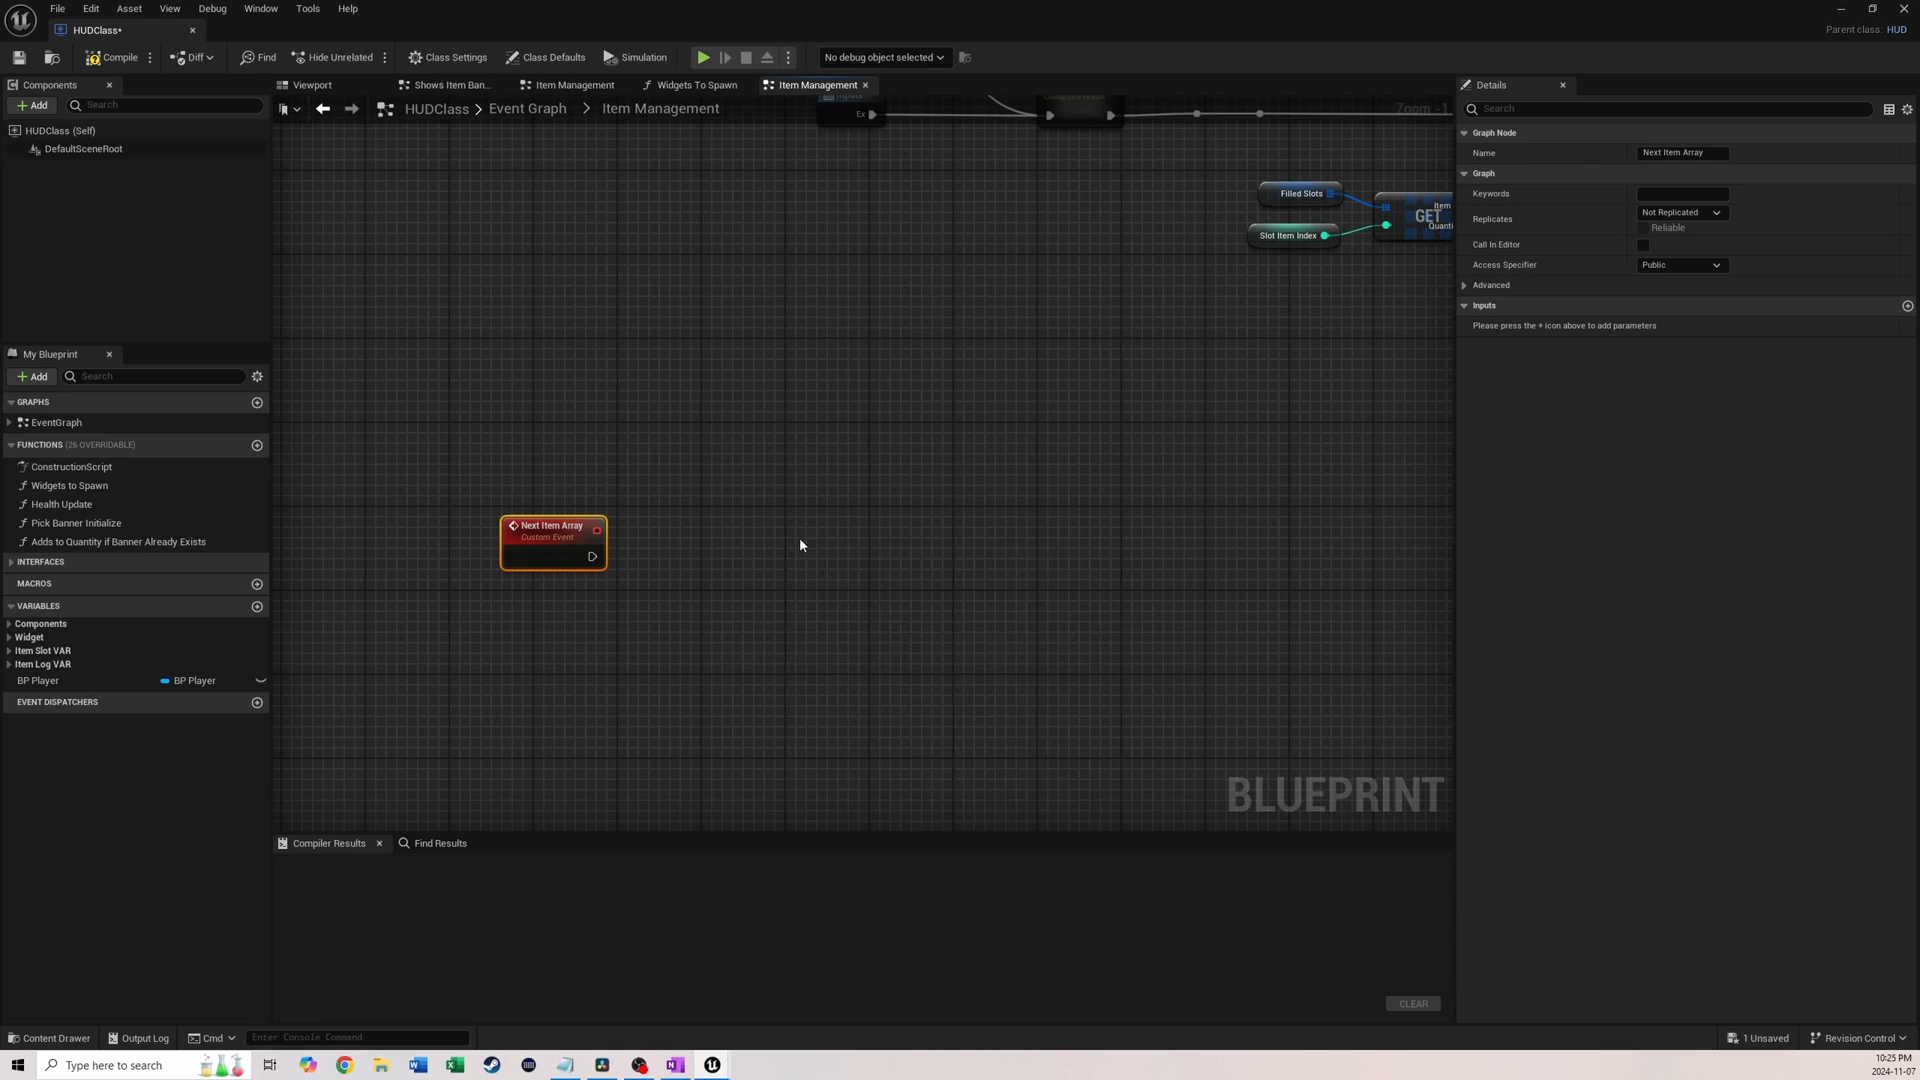 File Edit Asset View Window Debug Tools Help
HUDClass•
Parent class: HUD
Compile Diff Find Hide Unrelated Class Settings Class Defaults Simulation No debug object selected
Components
Viewport Shows Item Ban... Item Management Widgets To Spawn Item Management
Details
Add Search
HUDClass > Event Graph > Item Management
Zoom -1
Search
HUDClass (Self)
DefaultSceneRoot
Inputs
Ex
Graph Node
Name Next Item Array
Graph
Keywords
Replicates Not Replicated
Reliable
Call In Editor
Access Specifier Public
Advanced
Inputs
Please press the + icon above to add parameters
Filled Slots
Slot Item Index
GET
Item
Quanti
My Blueprint
Add Search
GRAPHS
EventGraph
FUNCTIONS (26 OVERRIDABLE)
ConstructionScript
Widgets to Spawn
Health Update
Pick Banner Initialize
Adds to Quantity if Banner Already Exists
INTERFACES
MACROS
VARIABLES
Components
Widget
Item Slot VAR
Item Log VAR
BP Player BP Player
EVENT DISPATCHERS
Next Item Array
Custom Event
BLUEPRINT
Compiler Results Find Results
CLEAR
Content Drawer Output Log Cmd Enter Console Command
1 Unsaved Revision Control
Type here to search
10:25 PM
2024-11-07